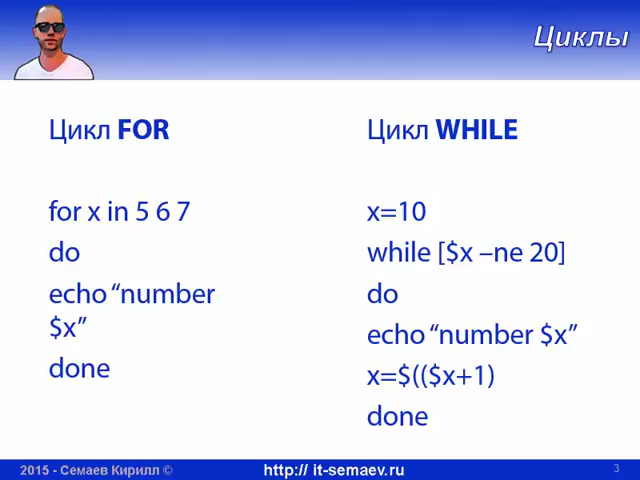 Циклы
Цикл FOR
for x in 5 6 7
do
echo “number
$x”
done
Цикл WHILE
x=10
while [$x –ne 20]
do
echo “number $x”
x=$(($x+1)
done
2015 - Семаев Кирилл ©
http:// it-semaev.ru
3